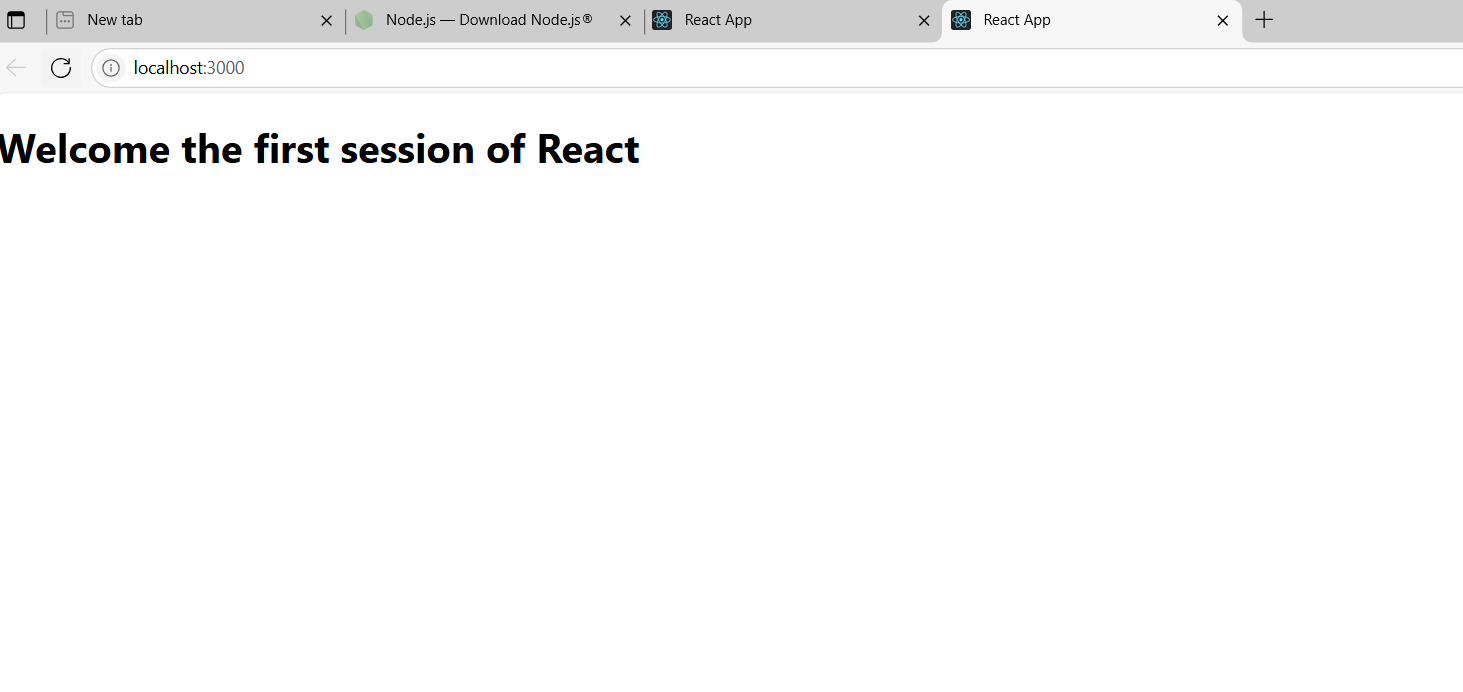 New tab
Node.js — Download Node.js®
React App
React App
localhost:3000
Welcome the first session of React